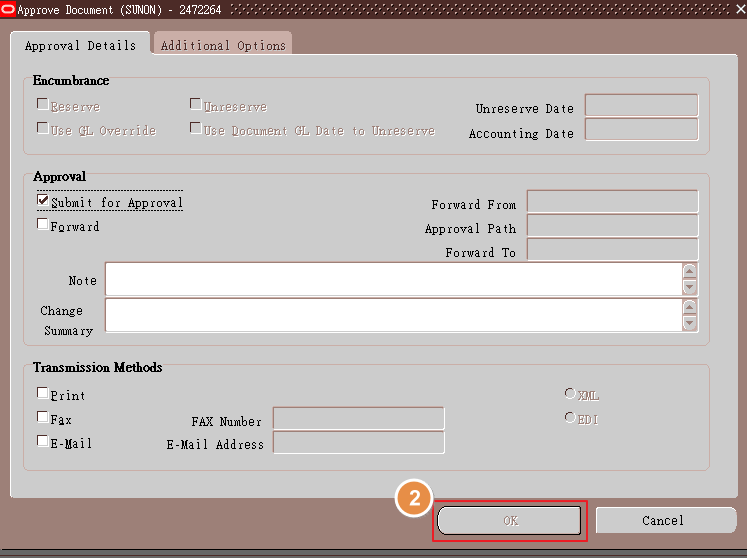 Approve Document (SUNON) - 2472264
Approval Details Additional Options
Encumbrance
Reserve Unreserve Unreserve Date
Use GL Override Use Document GL Date to Unreserve Accounting Date
Approval
Submit for Approval Forward From
Forward Approval Path
Forward To
Note
Change
Summary
Transmission Methods
Print XML
Fax FAX Number EDI
E-Mail E-Mail Address
2
OK Cancel